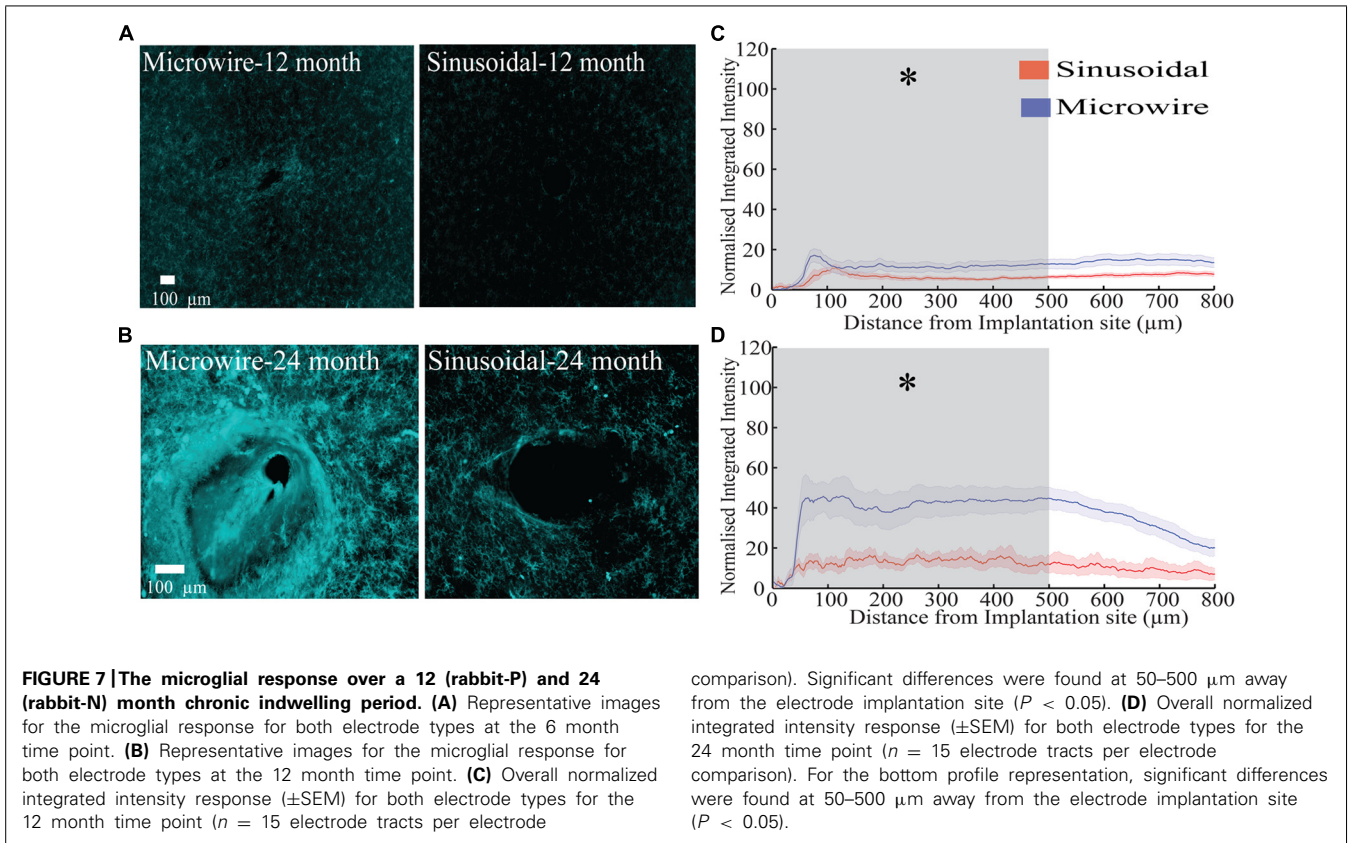 A
Microwire-12 month
Sinusoidal-12 month
100 µm
B
Microwire-24 month
Sinusoidal-24 month
100 µm
C
120
100
80
60
40
20
0
Normalised Integrated Intensity
*
Sinusoidal
Microwire
0 100 200 300 400 500 600 700 800
Distance from Implantation site (µm)
D
120
100
80
60
40
20
0
Normalised Integrated Intensity
*
0 100 200 300 400 500 600 700 800
Distance from Implantation site (µm)
FIGURE 7 | The microglial response over a 12 (rabbit-P) and 24
(rabbit-N) month chronic indwelling period. (A) Representative images
for the microglial response for both electrode types at the 6 month
time point. (B) Representative images for the microglial response for
both electrode types at the 12 month time point. (C) Overall normalized
integrated intensity response (±SEM) for both electrode types for the
12 month time point (n = 15 electrode tracts per electrode
comparison). Significant differences were found at 50–500 µm away
from the electrode implantation site (P < 0.05). (D) Overall normalized
integrated intensity response (±SEM) for both electrode types for the
24 month time point (n = 15 electrode tracts per electrode
comparison). For the bottom profile representation, significant differences
were found at 50–500 µm away from the electrode implantation site
(P < 0.05).